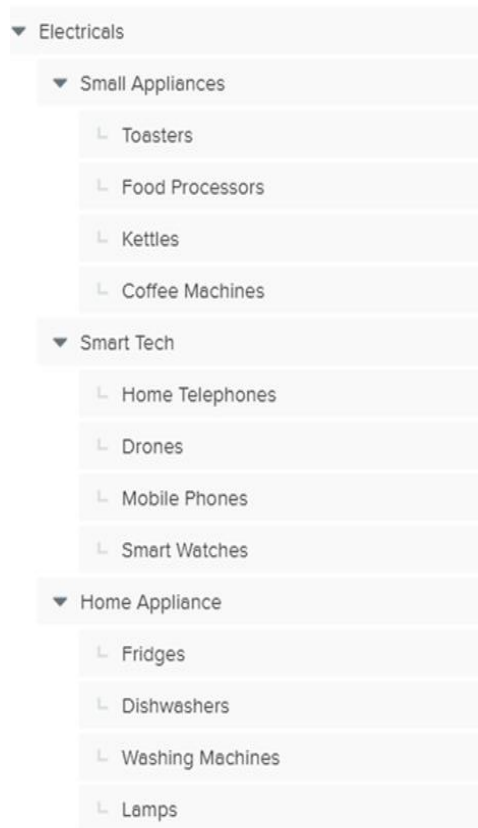 Electricals
Small Appliances
Toasters
Food Processors
Kettles
Coffee Machines
Smart Tech
Home Telephones
Drones
Mobile Phones
Smart Watches
Home Appliance
Fridges
Dishwashers
Washing Machines
Lamps